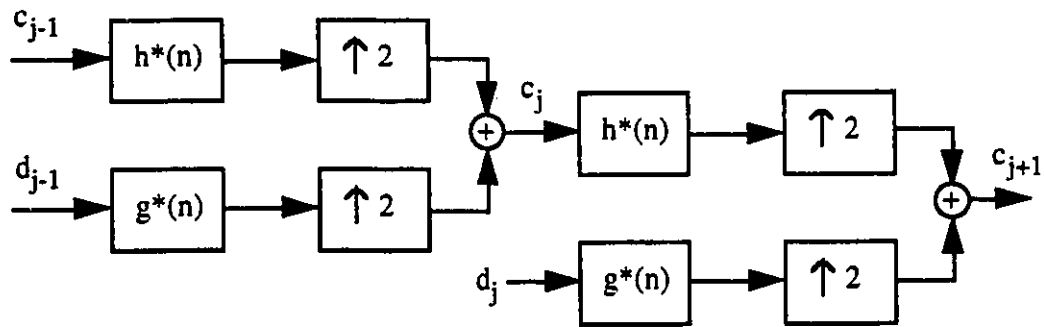 c_{j-1}
h*(n)
↑ 2
d_{j-1}
g*(n)
↑ 2
+
c_j
h*(n)
↑ 2
d_j
g*(n)
↑ 2
+
c_{j+1}